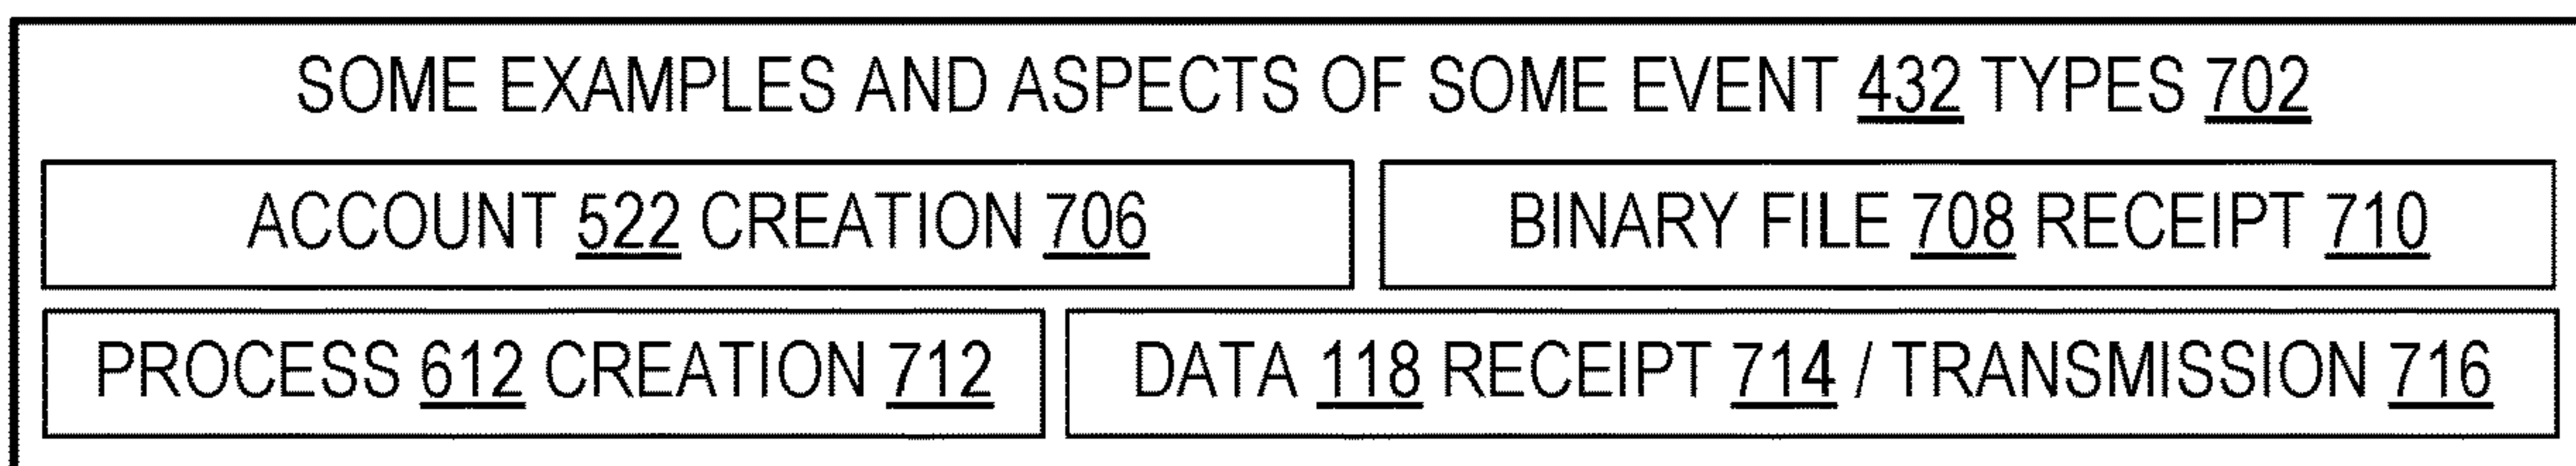 SOME EXAMPLES AND ASPECTS OF SOME EVENT 432 TYPES 702
ACCOUNT 522 CREATION 706
BINARY FILE 708 RECEIPT 710
PROCESS 612 CREATION 712
DATA 118 RECEIPT 714 / TRANSMISSION 716